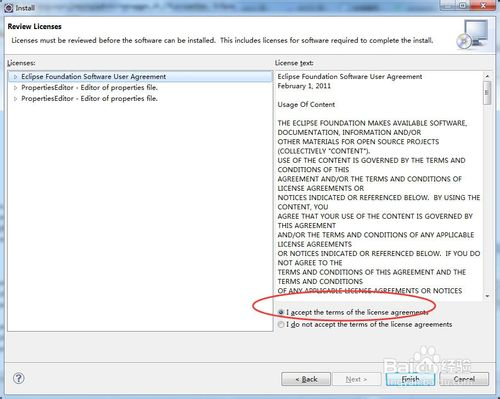 Install
Review Licenses
Licenses must be reviewed before the software can be installed. This includes licenses for software required to complete the install.
Licenses:
Eclipse Foundation Software User Agreement
PropertiesEditor - Editor of properties file.
PropertiesEditor - Editor of properties file.
License text:
Eclipse Foundation Software User Agreement
February 1, 2011
Usage Of Content
THE ECLIPSE FOUNDATION MAKES AVAILABLE SOFTWARE,
DOCUMENTATION, INFORMATION AND/OR
OTHER MATERIALS FOR OPEN SOURCE PROJECTS
(COLLECTIVELY "CONTENT").
USE OF THE CONTENT IS GOVERNED BY THE TERMS AND
CONDITIONS OF THIS
AGREEMENT AND/OR THE TERMS AND CONDITIONS OF
LICENSE AGREEMENTS OR
NOTICES INDICATED OR REFERENCED BELOW.  BY USING
THE CONTENT, YOU
AGREE THAT YOUR USE OF THE CONTENT IS GOVERNED BY
THIS AGREEMENT
AND/OR THE TERMS AND CONDITIONS OF ANY APPLICABLE
LICENSE AGREEMENTS
OR NOTICES INDICATED OR REFERENCED BELOW.  IF YOU DO
NOT AGREE TO THE
TERMS AND CONDITIONS OF THIS AGREEMENT AND THE
TERMS AND CONDITIONS
OF ANY APPLICABLE LICENSE AGREEMENTS OR NOTICES
I accept the terms of the license agreements
I do not accept the terms of the license agreements
Baidu 经验
jingyan.baidu.com
? < Back Next > Finish Cancel